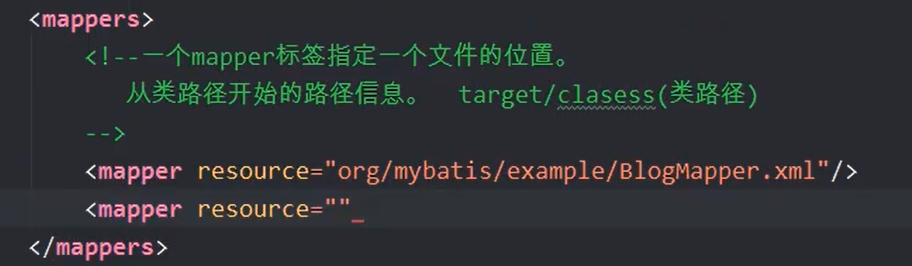 <mappers>
<!--一个mapper标签指定一个文件的位置。
从类路径开始的路径信息。 target/clasess(类路径)
-->
<mapper resource="org/mybatis/example/BlogMapper.xml"/>
<mapper resource=""
</mappers>